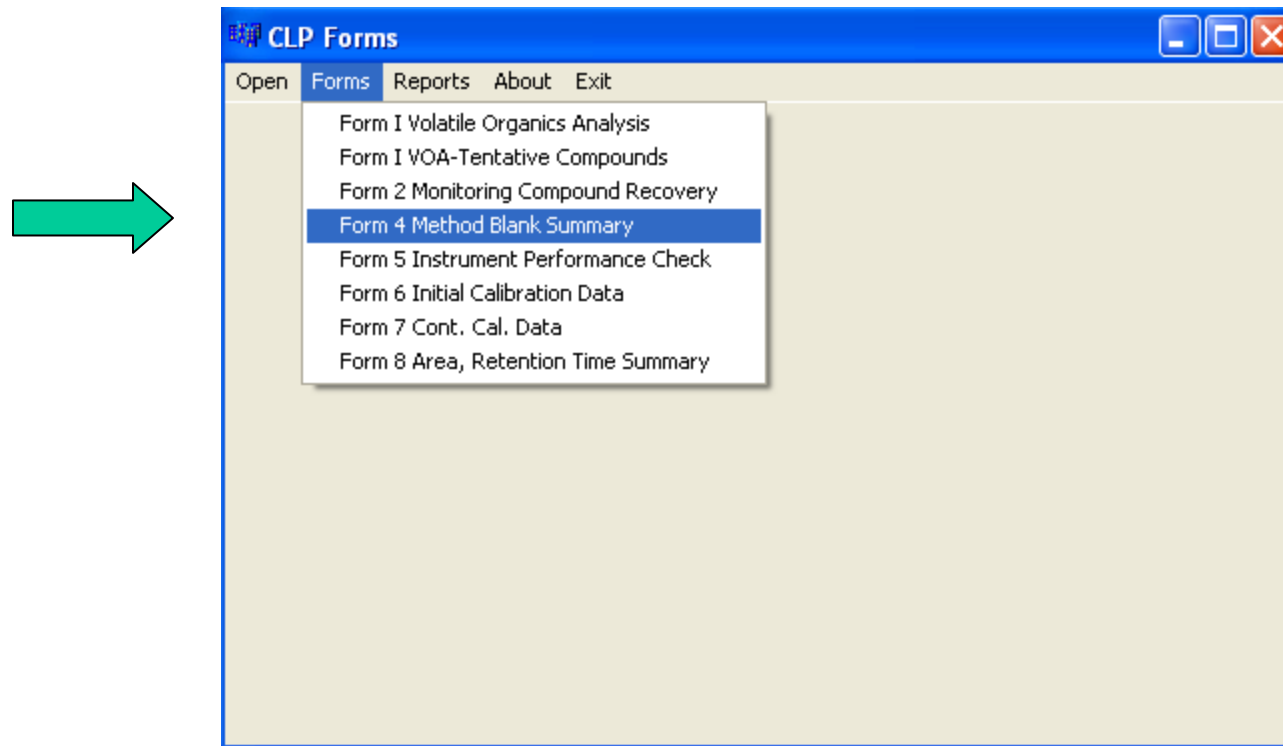 CLP Forms
Open Forms Reports About Exit
Form I Volatile Organics Analysis
Form I VOA-Tentative Compounds
Form 2 Monitoring Compound Recovery
Form 4 Method Blank Summary
Form 5 Instrument Performance Check
Form 6 Initial Calibration Data
Form 7 Cont. Cal. Data
Form 8 Area, Retention Time Summary